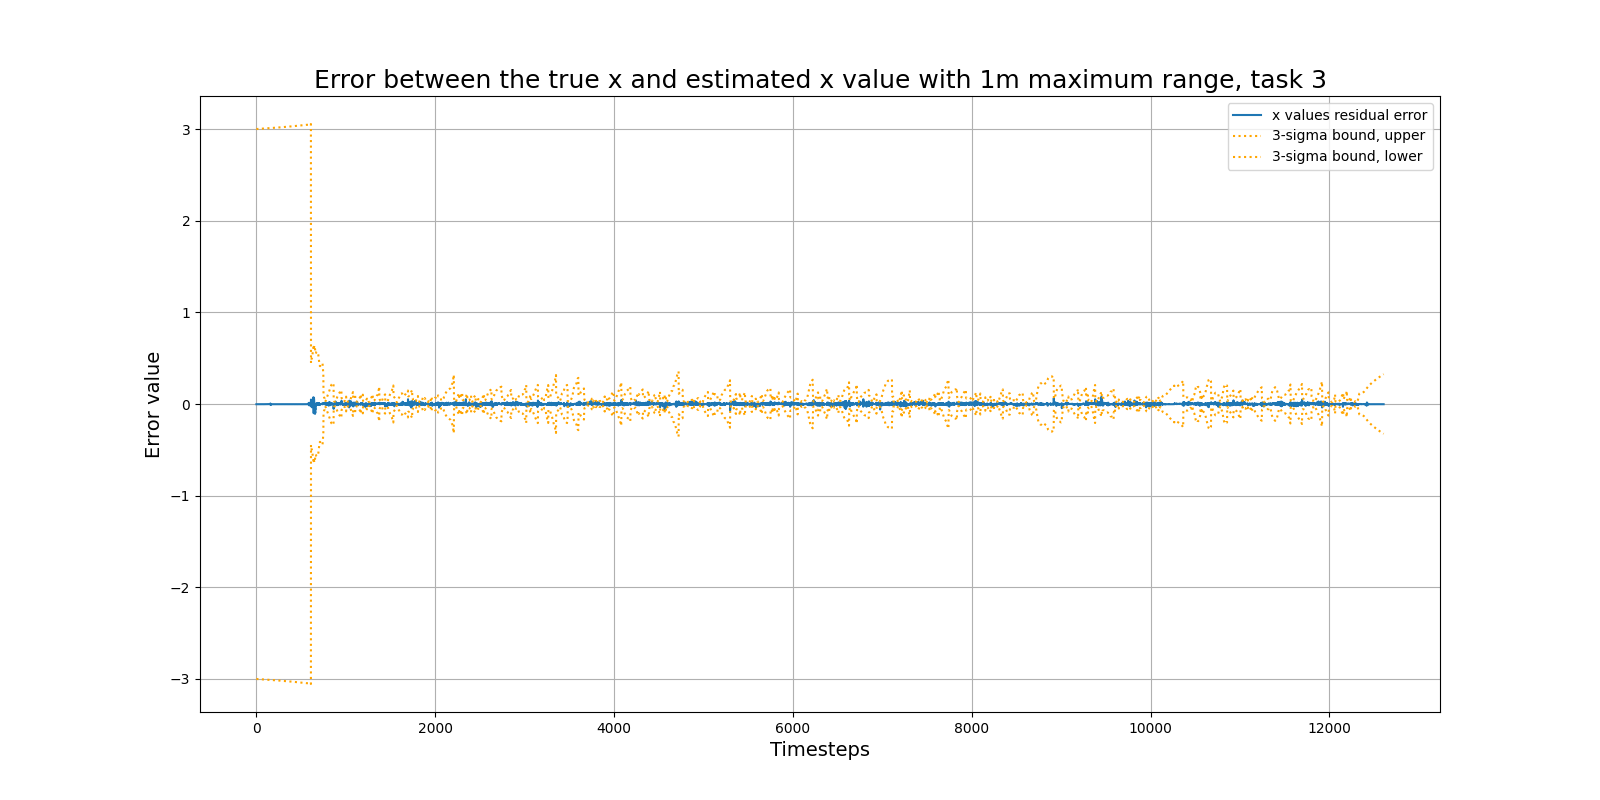 Error between the true x and estimated x value with 1m maximum range, task 3
x values residual error
3-sigma bound, upper
3-sigma bound, lower
3
2
1
0
−1
−2
−3
Error value
0 2000 4000 6000 8000 10000 12000
Timesteps